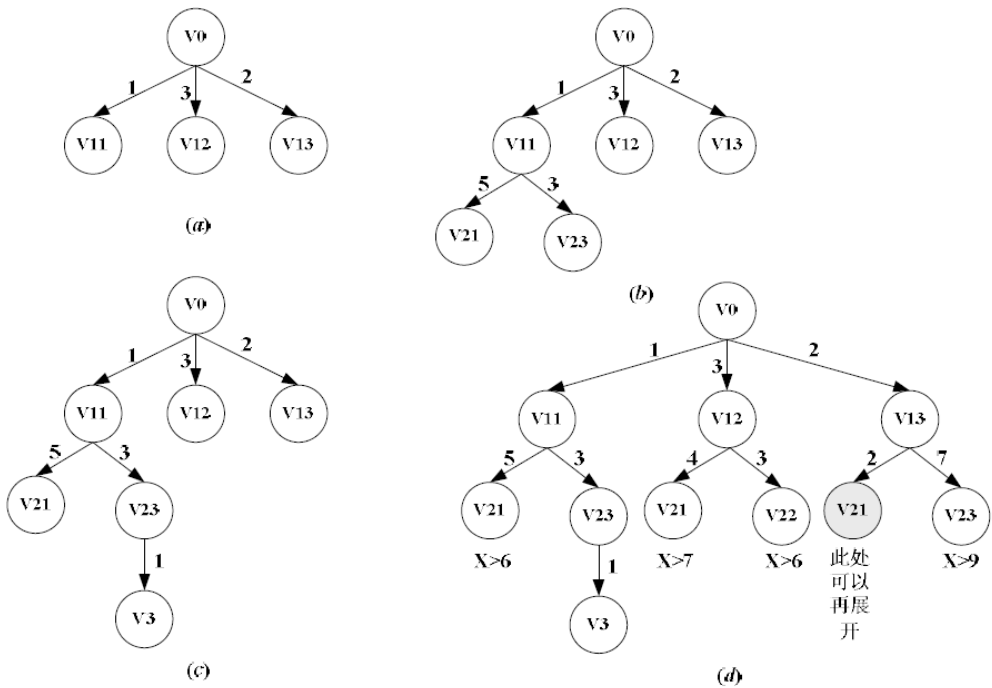 V0
1 3 2
V11 V12 V13
(a)
V0
1 3 2
V11 V12 V13
5 3
V21 V23
(b)
V0
1 3 2
V11 V12 V13
5 3
V21 V23
1
V3
(c)
V0
1 3 2
V11 V12 V13
5 3 4 3 2 7
V21 V23 V21 V22 V21 V23
X>6 X>7 X>6 此处 X>9
可以
再展
开
1
V3
(d)